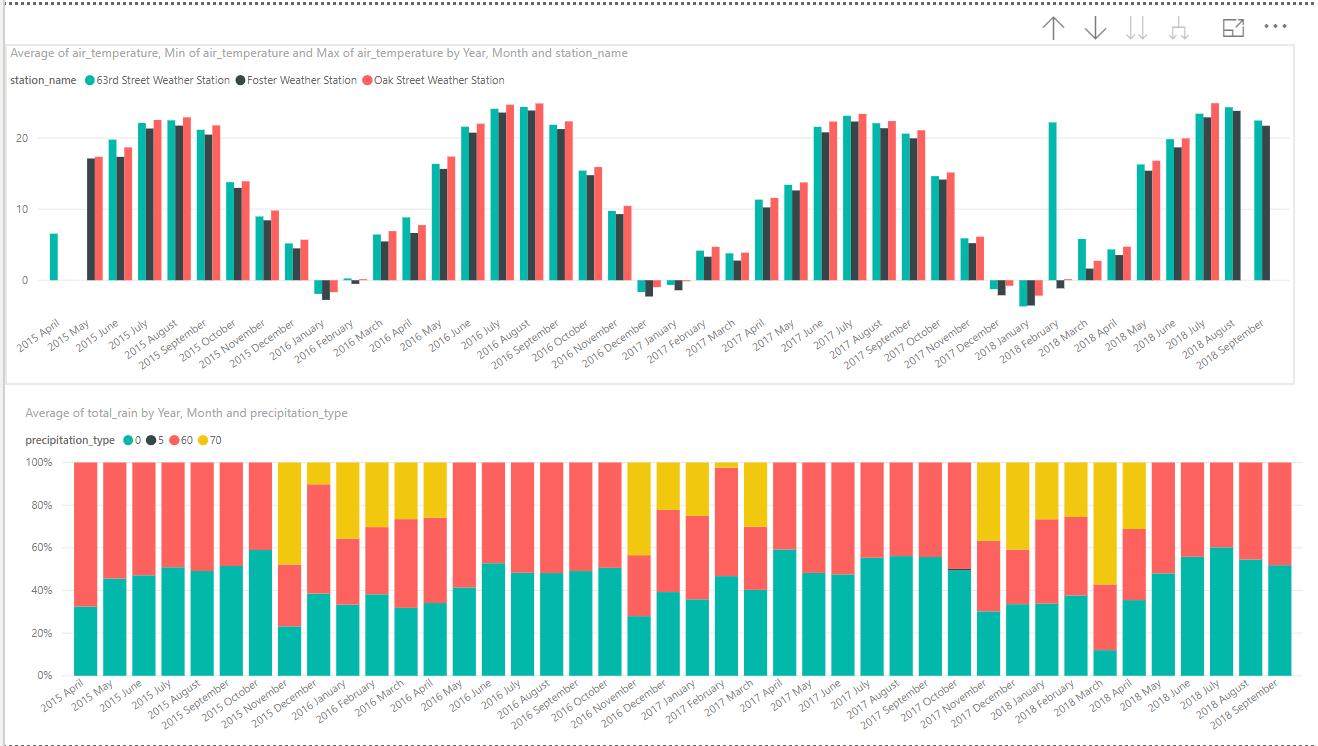 Average of air_temperature, Min of air_temperature and Max of air_temperature by Year, Month and station_name
station_name 63rd Street Weather Station Foster Weather Station Oak Street Weather Station
20
10
0
2015 April 2015 May 2015 June 2015 July 2015 August 2015 September 2015 October 2015 November 2015 December 2016 January 2016 February 2016 March 2016 April 2016 May 2016 June 2016 July 2016 August 2016 September 2016 October 2016 November 2016 December 2017 January 2017 February 2017 March 2017 April 2017 May 2017 June 2017 July 2017 August 2017 September 2017 October 2017 November 2017 December 2018 January 2018 February 2018 March 2018 April 2018 May 2018 June 2018 July 2018 August 2018 September
Average of total_rain by Year, Month and precipitation_type
precipitation_type 0 5 60 70
100%
80%
60%
40%
20%
0%
2015 April 2015 May 2015 June 2015 July 2015 August 2015 September 2015 October 2015 November 2015 December 2016 January 2016 February 2016 March 2016 April 2016 May 2016 June 2016 July 2016 August 2016 September 2016 October 2016 November 2016 December 2017 January 2017 February 2017 March 2017 April 2017 May 2017 June 2017 July 2017 August 2017 September 2017 October 2017 November 2017 December 2018 January 2018 February 2018 March 2018 April 2018 May 2018 June 2018 July 2018 August 2018 September